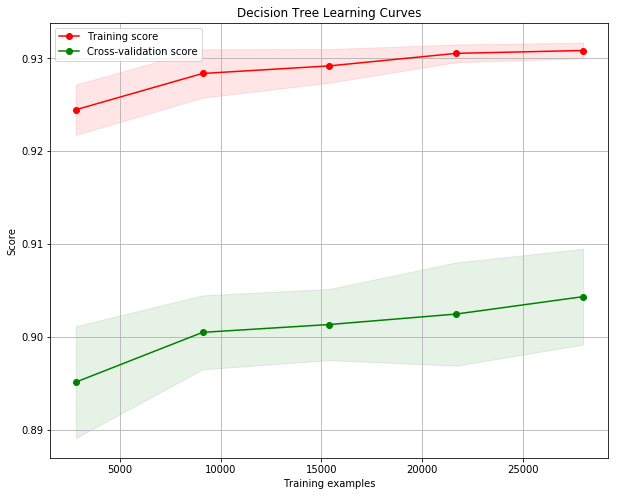 Decision Tree Learning Curves
Training score
Cross-validation score
0.93
0.92
0.91
0.90
0.89
Score
5000 10000 15000 20000 25000
Training examples